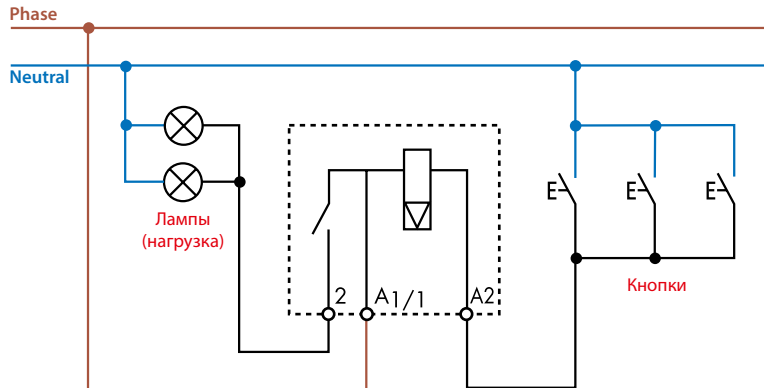 Phase
Neutral
Лампы
(нагрузка)
2
A1/1
A2
Кнопки